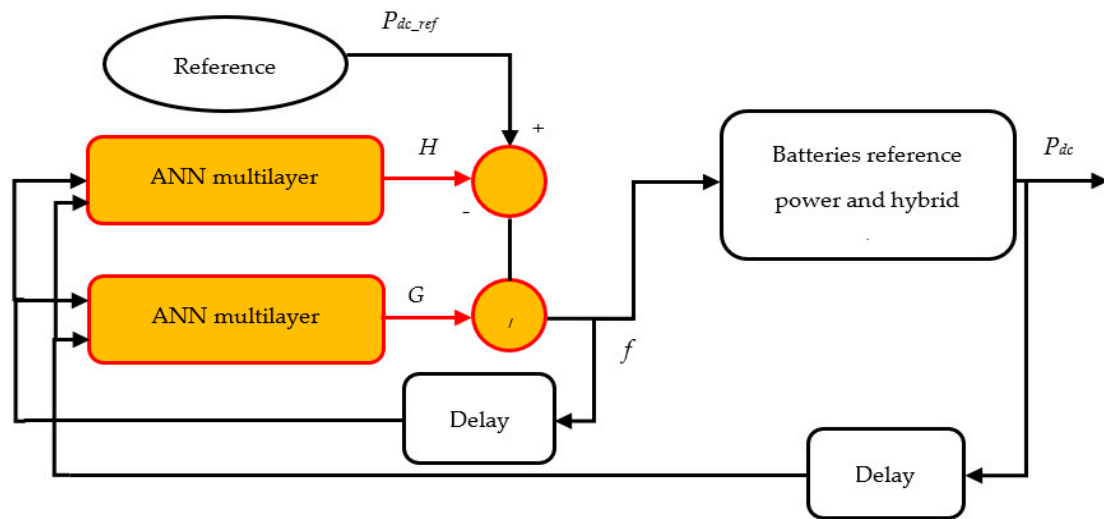 P_dc_ref
Reference
+
ANN multilayer
H
-
Batteries reference
power and hybrid
.
P_dc
ANN multilayer
G
/
f
Delay
Delay